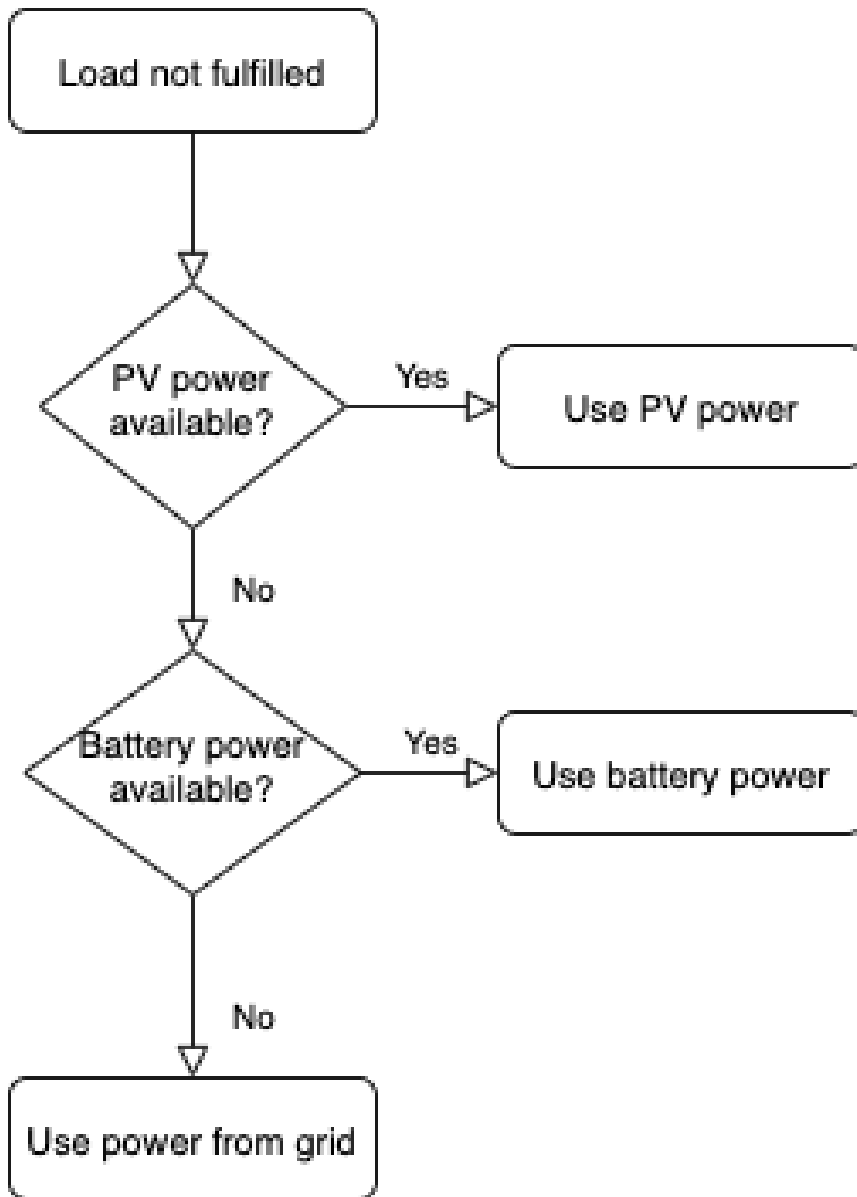 Load not fulfilled
PV power
available?
Yes
Use PV power
No
Battery power
available?
Yes
Use battery power
No
Use power from grid